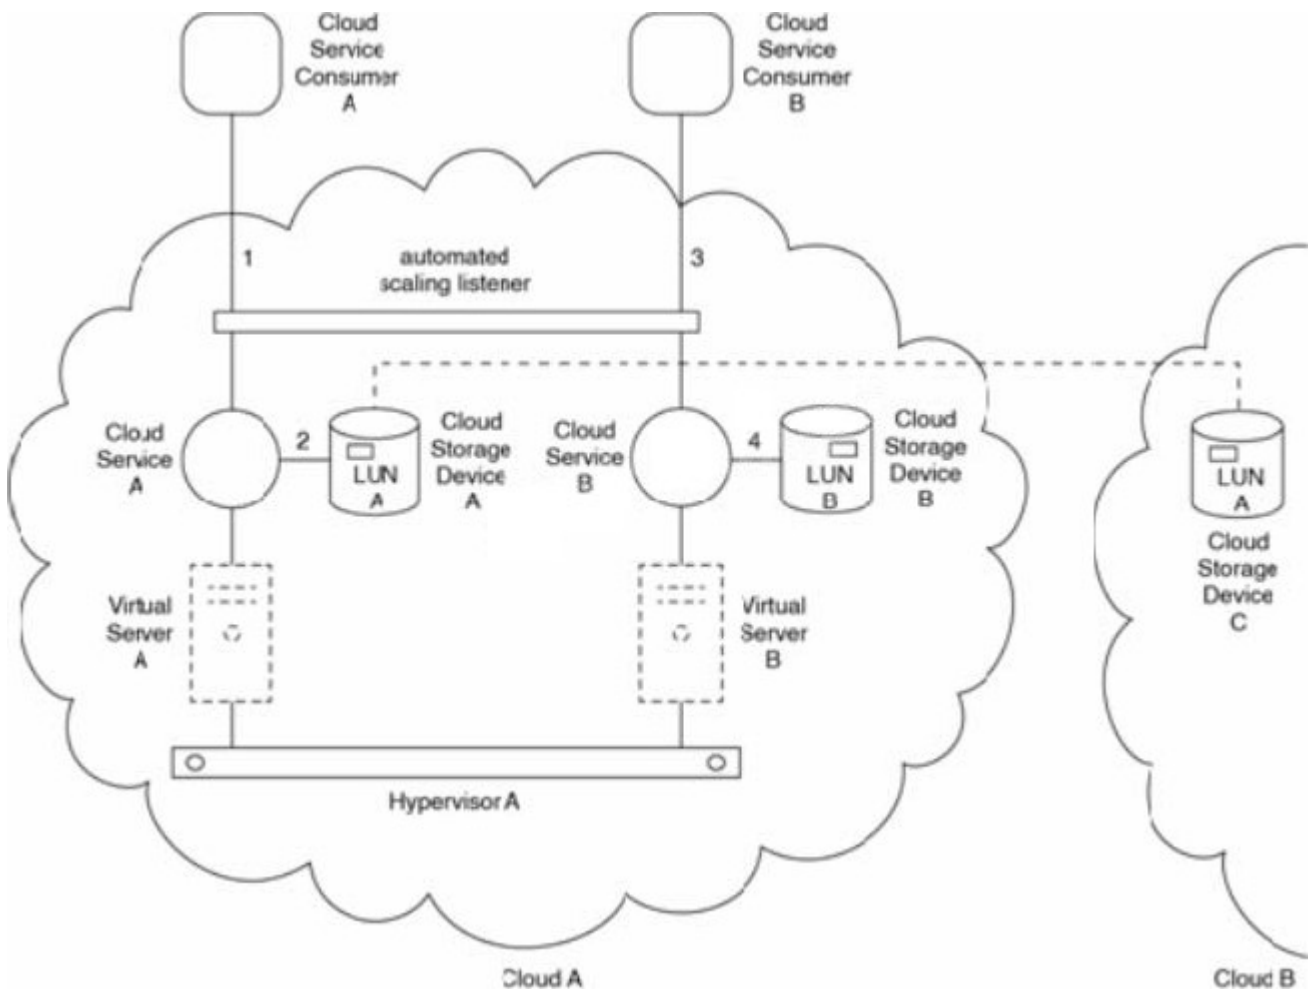 Cloud
Service
Consumer
A
Cloud
Service
Consumer
B
1
automated
scaling listener
3
Cloud
Service
A
2
LUN
A
Cloud
Storage
Device
A
Cloud
Service
B
4
LUN
B
Cloud
Storage
Device
B
LUN
A
Cloud
Storage
Device
C
Virtual
Server
A
Virtual
Server
B
Hypervisor A
Cloud A
Cloud B